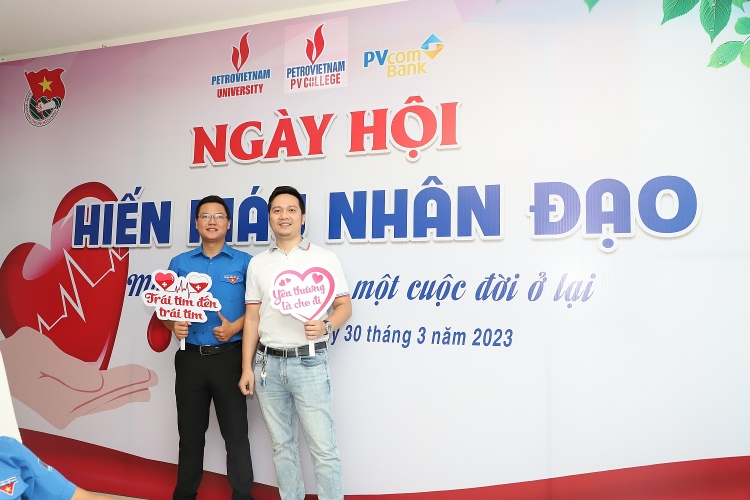 PETROVIETNAM
UNIVERSITY
PETROVIETNAM
PV COLLEGE
PVcom
Bank
NGÀY HỘI
HIẾN MÁU NHÂN ĐẠO
một cuộc đời ở lại
30 tháng 3 năm 2023
Trái tim đến
trái tim
Yêu thương
là cho đi